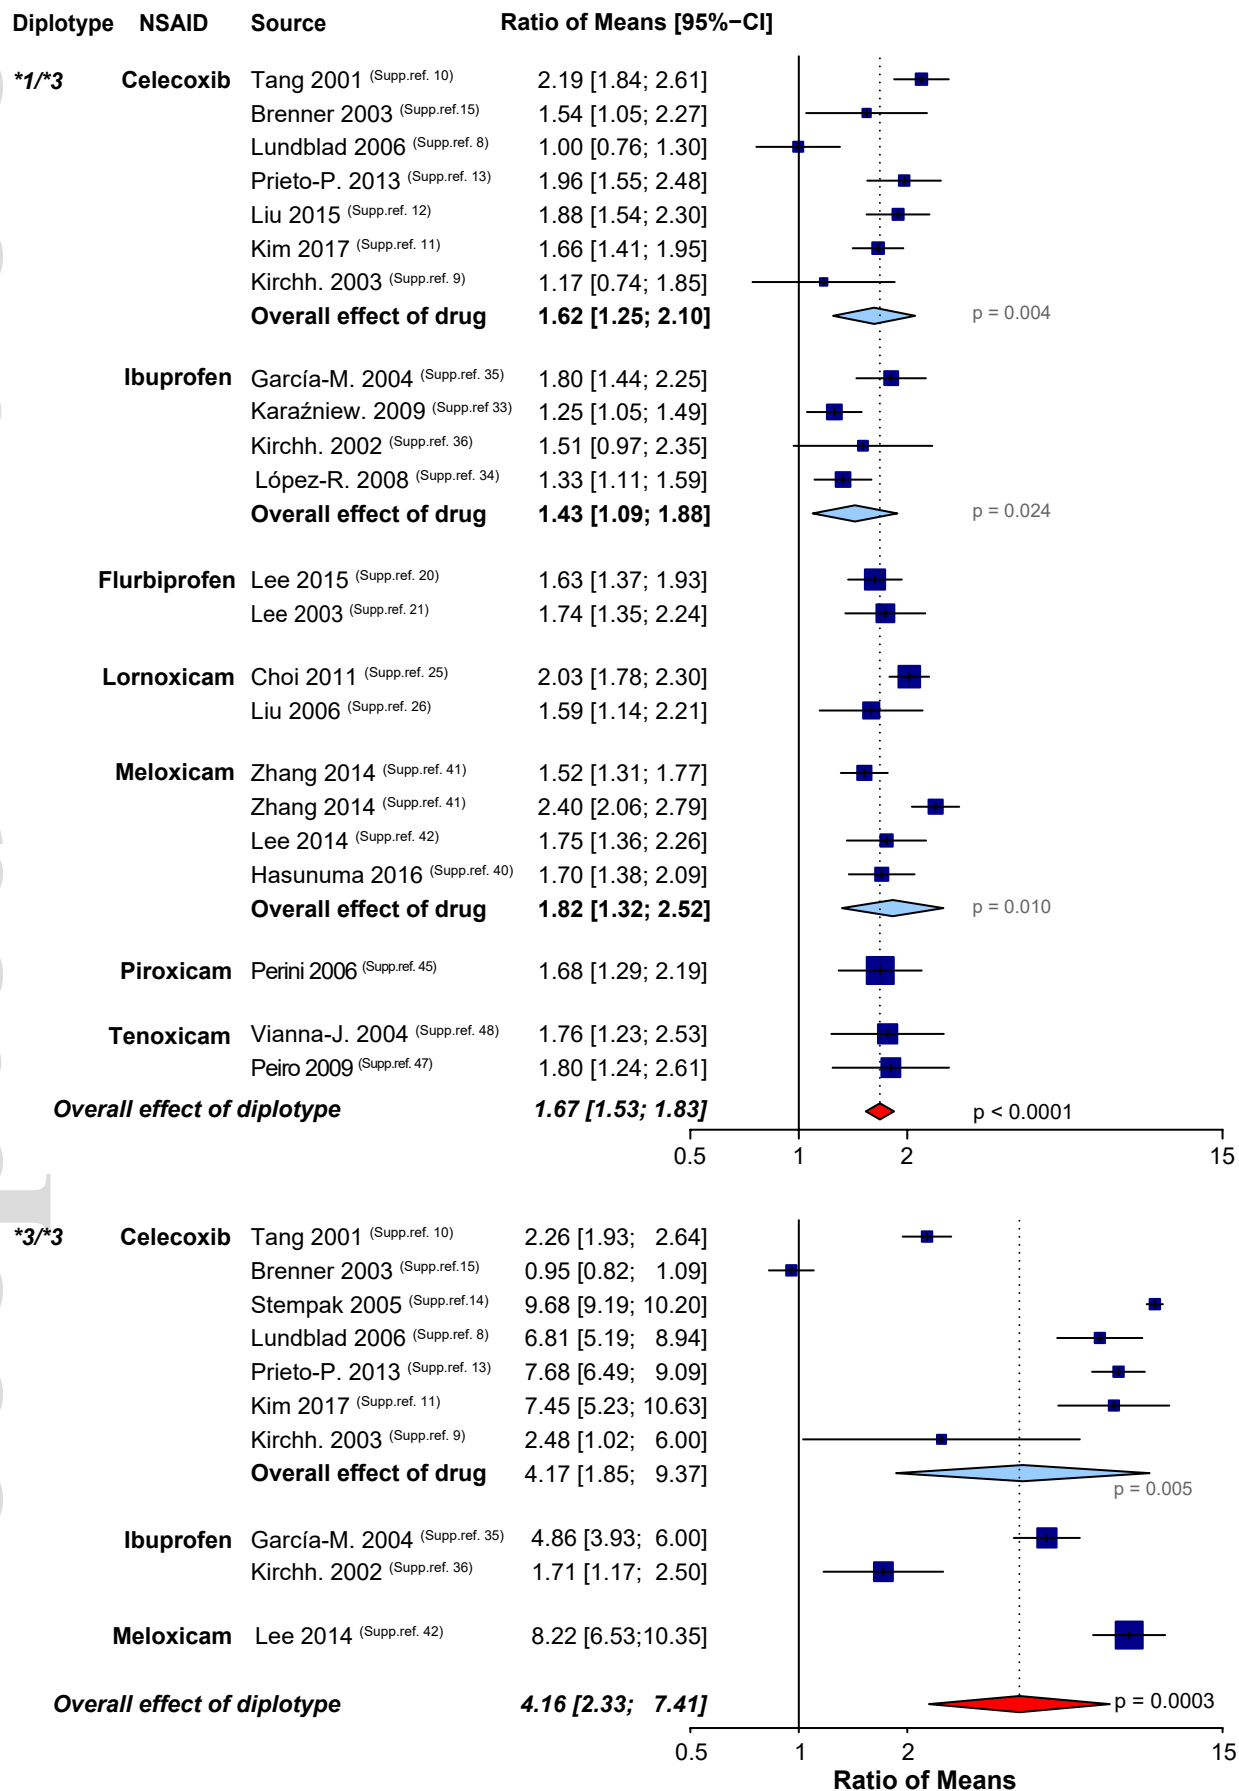 Diplotype NSAID Source Ratio of Means [95%−CI]
*1/*3 Celecoxib Tang 2001 (Supp.ref. 10) 2.19 [1.84; 2.61]
Brenner 2003 (Supp.ref.15) 1.54 [1.05; 2.27]
Lundblad 2006 (Supp.ref. 8) 1.00 [0.76; 1.30]
Prieto-P. 2013 (Supp.ref. 13) 1.96 [1.55; 2.48]
Liu 2015 (Supp.ref. 12) 1.88 [1.54; 2.30]
Kim 2017 (Supp.ref. 11) 1.66 [1.41; 1.95]
Kirchh. 2003 (Supp.ref. 9) 1.17 [0.74; 1.85]
Overall effect of drug 1.62 [1.25; 2.10] p = 0.004
Ibuprofen García-M. 2004 (Supp.ref. 35) 1.80 [1.44; 2.25]
Karaźniew. 2009 (Supp.ref 33) 1.25 [1.05; 1.49]
Kirchh. 2002 (Supp.ref. 36) 1.51 [0.97; 2.35]
López-R. 2008 (Supp.ref. 34) 1.33 [1.11; 1.59]
Overall effect of drug 1.43 [1.09; 1.88] p = 0.024
Flurbiprofen Lee 2015 (Supp.ref. 20) 1.63 [1.37; 1.93]
Lee 2003 (Supp.ref. 21) 1.74 [1.35; 2.24]
Lornoxicam Choi 2011 (Supp.ref. 25) 2.03 [1.78; 2.30]
Liu 2006 (Supp.ref. 26) 1.59 [1.14; 2.21]
Meloxicam Zhang 2014 (Supp.ref. 41) 1.52 [1.31; 1.77]
Zhang 2014 (Supp.ref. 41) 2.40 [2.06; 2.79]
Lee 2014 (Supp.ref. 42) 1.75 [1.36; 2.26]
Hasunuma 2016 (Supp.ref. 40) 1.70 [1.38; 2.09]
Overall effect of drug 1.82 [1.32; 2.52] p = 0.010
Piroxicam Perini 2006 (Supp.ref. 45) 1.68 [1.29; 2.19]
Tenoxicam Vianna-J. 2004 (Supp.ref. 48) 1.76 [1.23; 2.53]
Peiro 2009 (Supp.ref. 47) 1.80 [1.24; 2.61]
Overall effect of diplotype 1.67 [1.53; 1.83] p < 0.0001
0.5 1 2 15
*3/*3 Celecoxib Tang 2001 (Supp.ref. 10) 2.26 [1.93; 2.64]
Brenner 2003 (Supp.ref.15) 0.95 [0.82; 1.09]
Stempak 2005 (Supp.ref.14) 9.68 [9.19; 10.20]
Lundblad 2006 (Supp.ref. 8) 6.81 [5.19; 8.94]
Prieto-P. 2013 (Supp.ref. 13) 7.68 [6.49; 9.09]
Kim 2017 (Supp.ref. 11) 7.45 [5.23; 10.63]
Kirchh. 2003 (Supp.ref. 9) 2.48 [1.02; 6.00]
Overall effect of drug 4.17 [1.85; 9.37]
p = 0.005
Ibuprofen García-M. 2004 (Supp.ref. 35) 4.86 [3.93; 6.00]
Kirchh. 2002 (Supp.ref. 36) 1.71 [1.17; 2.50]
Meloxicam Lee 2014 (Supp.ref. 42) 8.22 [6.53;10.35]
Overall effect of diplotype 4.16 [2.33; 7.41] p = 0.0003
0.5 1 2 15
Ratio of Means